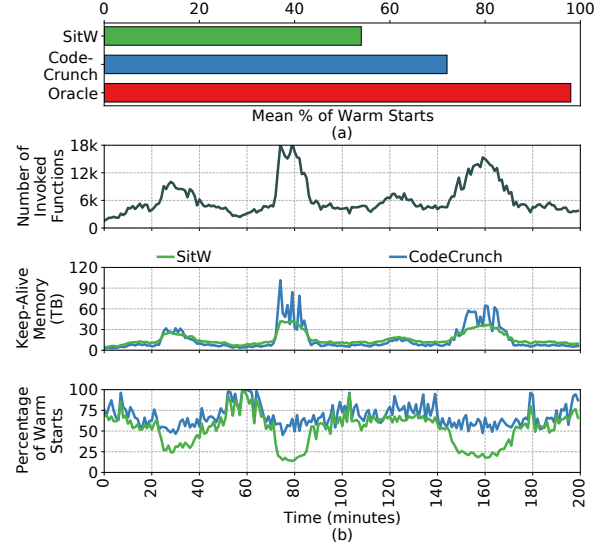 0 20 40 60 80 100
SitW
Code-
Crunch
Oracle
Mean % of Warm Starts
(a)
Number of
Invoked
Functions
18k
12k
6k
0
SitW CodeCrunch
Keep-Alive
Memory
(TB)
120
90
60
30
0
Percentage
of Warm
Starts
100
75
50
25
0
0 20 40 60 80 100 120 140 160 180 200
Time (minutes)
(b)